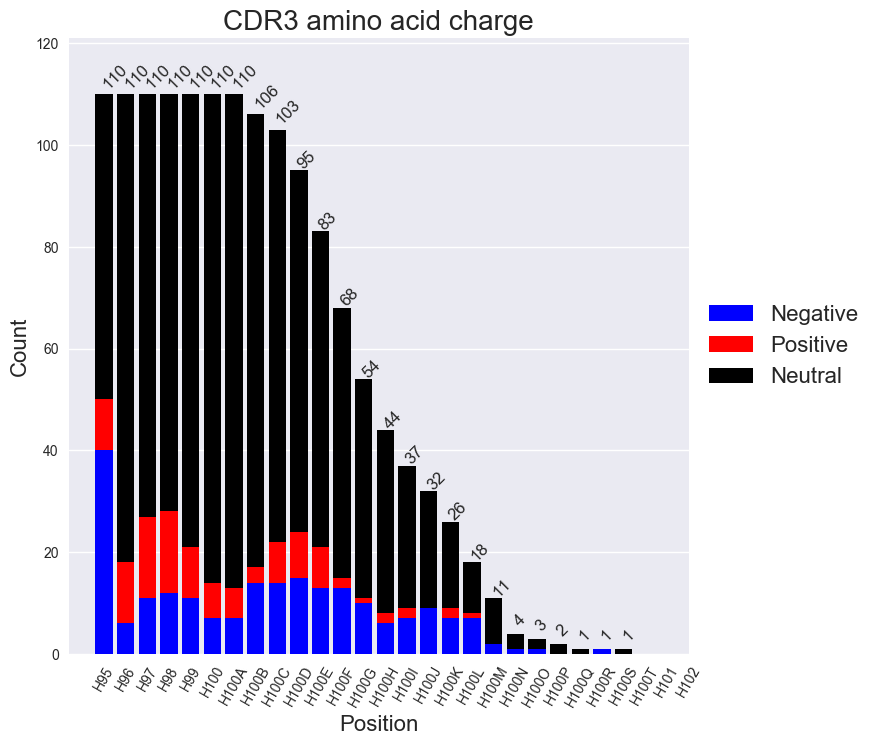 CDR3 amino acid charge
120
100
80
60
40
20
0
Count
110 110 110 110 110 110 110 106 103 95 83 68 54 44 37 32 26 18 11 4 3 2 1 1 1
H95 H96 H97 H98 H99 H100 H100A H100B H100C H100D H100E H100F H100G H100H H100I H100J H100K H100L H100M H100N H100O H100P H100Q H100R H100S H100T H101 H102
Position
Negative
Positive
Neutral